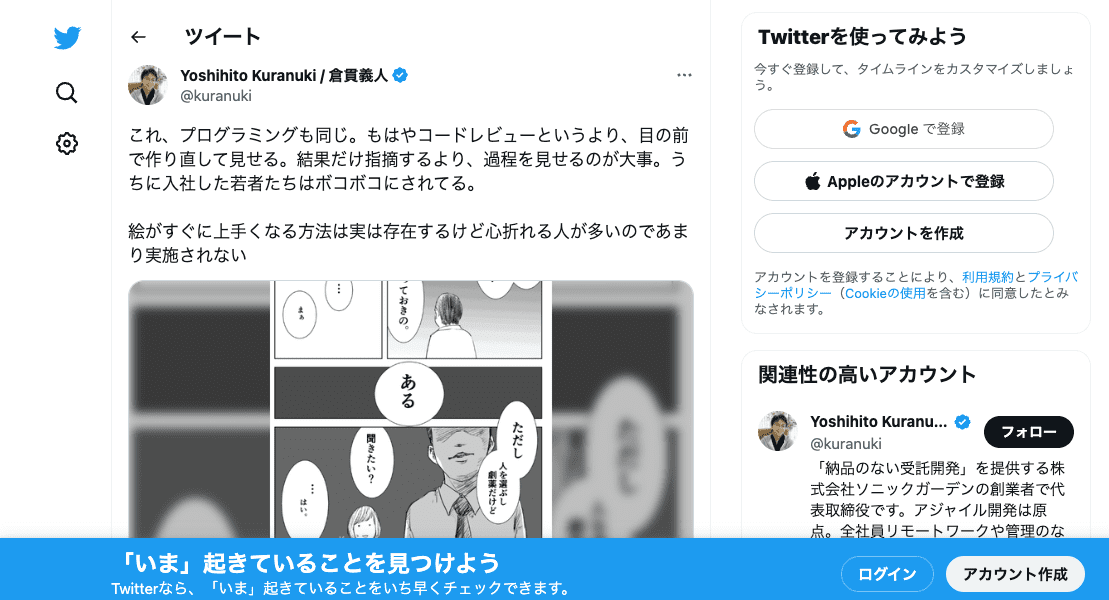 ツイート
Yoshihito Kuranuki / 倉貫義人
@kuranuki
これ、プログラミングも同じ。もはやコードレビューというより、目の前
で作り直して見せる。結果だけ指摘するより、過程を見せるのが大事。う
ちに入社した若者たちはボコボコにされてる。
絵がすぐに上手くなる方法は実は存在するけど心折れる人が多いのであま
り実施されない
…
まぁ
ておきの。
ある
聞きたい？
ただし
人を選ぶし
劇薬だけど
…
はい。
Twitterを使ってみよう
今すぐ登録して、タイムラインをカスタマイズしましょ
う。
Google で登録
Appleのアカウントで登録
アカウントを作成
アカウントを登録することにより、利用規約とプライバ
シーポリシー（Cookieの使用を含む）に同意したとみ
なされます。
関連性の高いアカウント
Yoshihito Kuranu...
@kuranuki
フォロー
「納品のない受託開発」を提供する株
式会社ソニックガーデンの創業者で代
表取締役です。アジャイル開発は原
点。全社員リモートワークや管理のな
「いま」起きていることを見つけよう
Twitterなら、「いま」起きていることをいち早くチェックできます。
ログイン
アカウント作成